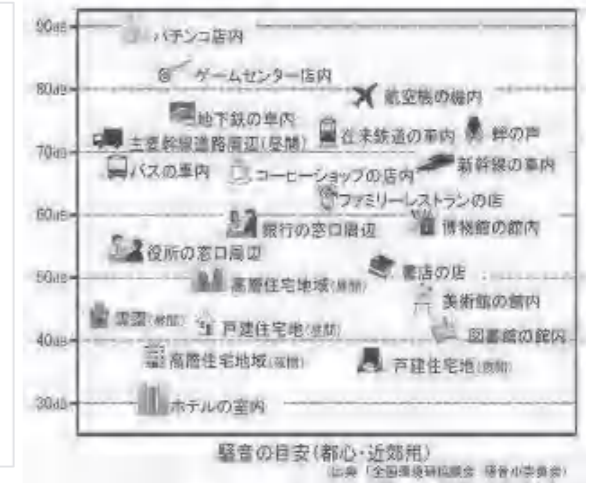 90dB
パチンコ店内
ゲームセンター店内
80dB
航空機の機内
地下鉄の車内
主要幹線道路周辺(昼間)
在来鉄道の車内
蝉の声
70dB
バスの車内
コーヒーショップの店内
新幹線の車内
ファミリーレストランの店
60dB
銀行の窓口周辺
博物館の館内
役所の窓口周辺
50dB
書店の店
高層住宅地域(昼間)
美術館の館内
戸建住宅地(昼間)
40dB
図書館の館内
高層住宅地域(夜間)
戸建住宅地(夜間)
30dB
ホテルの室内
騒音の目安(都心・近郊用)